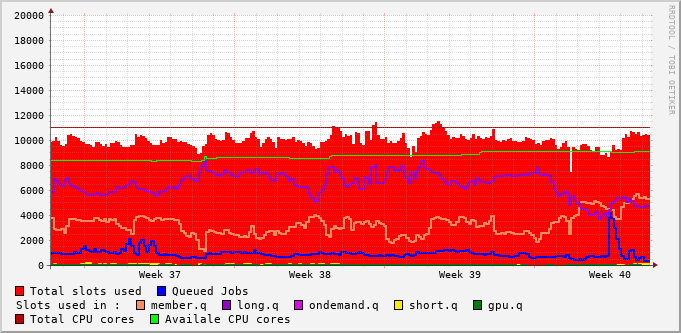 20000
18000
16000
14000
12000
10000
8000
6000
4000
2000
0
Week 37 Week 38 Week 39 Week 40
RRDTOOL / TOBI OETIKER
Total slots used Queued Jobs
Slots used in : member.q long.q ondemand.q short.q gpu.q
Total CPU cores Availale CPU cores